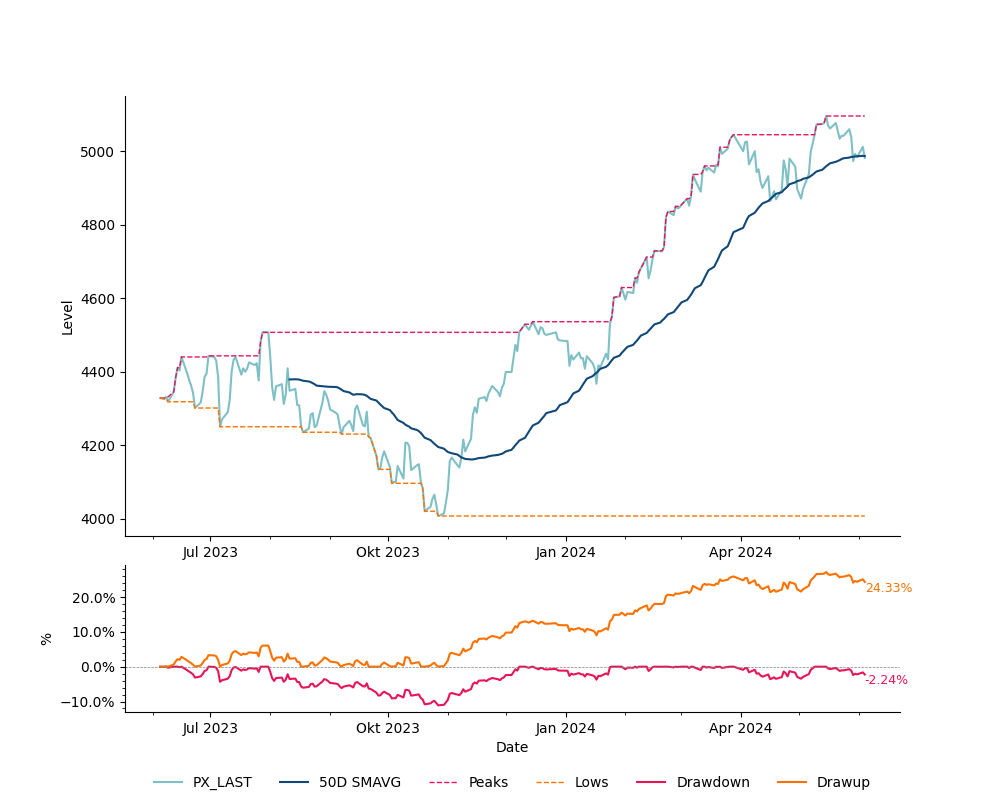 5000
4800
4600
4400
4200
4000
Level
Jul 2023 Okt 2023 Jan 2024 Apr 2024
20.0%
10.0%
0.0%
−10.0%
%
24.33%
-2.24%
Jul 2023 Okt 2023 Jan 2024 Apr 2024
Date
PX_LAST 50D SMAVG Peaks Lows Drawdown Drawup